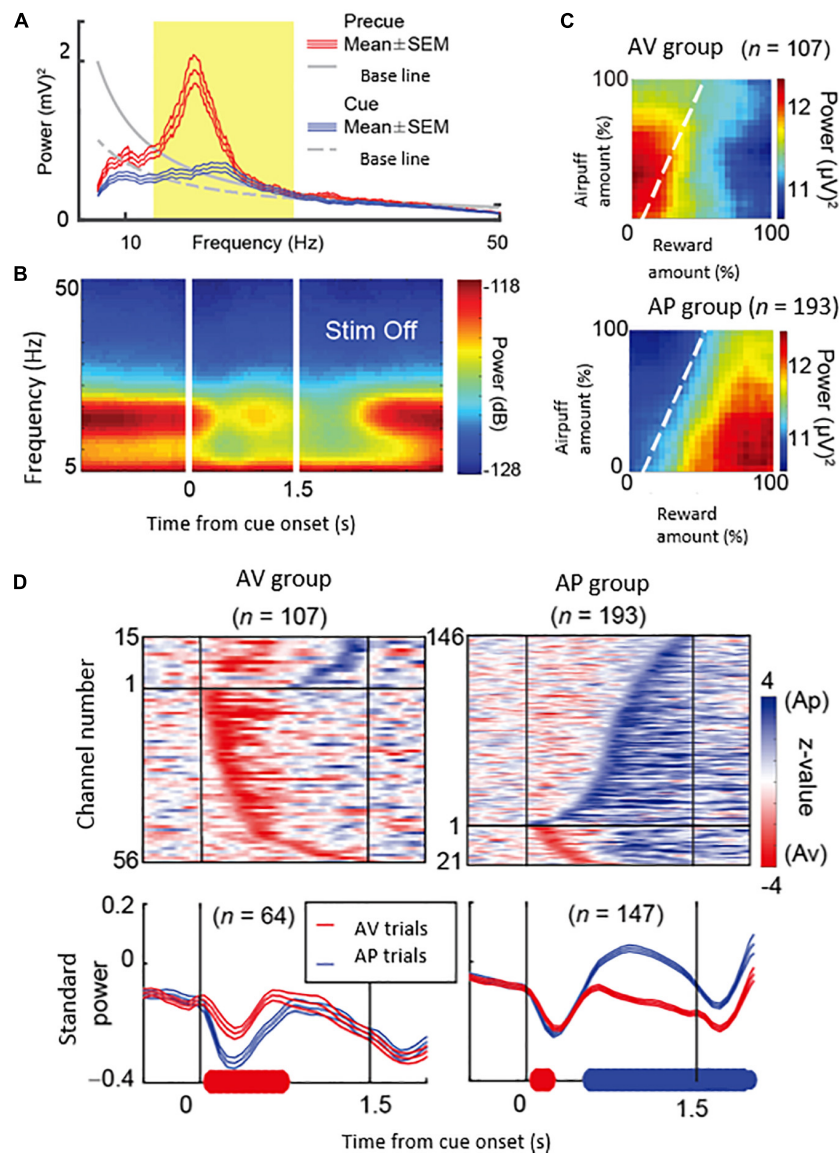 A
2
Power (mV)²
0
10
Frequency (Hz)
50
Precue
Mean±SEM
Base line
Cue
Mean±SEM
Base line
B
50
Frequency (Hz)
5
Stim Off
0
1.5
Time from cue onset (s)
-118
Power (dB)
-128
C
AV group (n = 107)
100
Airpuff
amount (%)
0
100
Reward
amount (%)
12
11
Power (µV)²
AP group (n = 193)
100
Airpuff
amount (%)
0
0
100
Reward
amount (%)
12
11
Power (µV)²
D
AV group
(n = 107)
AP group
(n = 193)
Channel number
15
1
56
146
1
21
4
(Ap)
z-value
(Av)
-4
Standard
power
0.2
0
−0.4
(n = 64)
AV trials
AP trials
(n = 147)
0
1.5
0
1.5
Time from cue onset (s)